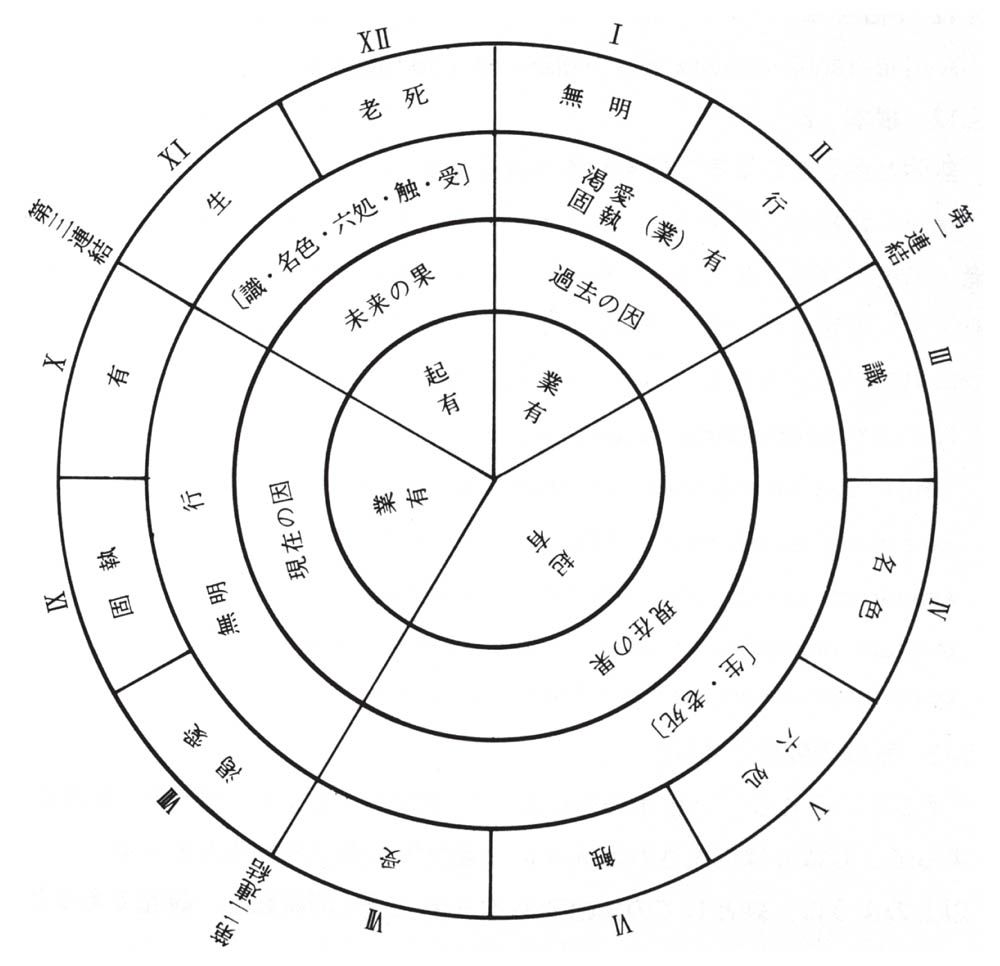 I
無明
II
行
第一連結
III
識
IV
名色
V
六処
VI
触
VII
受
第二連結
VIII
渇愛
IX
固執
X
有
第三連結
XI
生
XII
老死
渇愛
固執
(業)有
[生・老死]
行
無明
[識・名色・六処・触・受]
過去の因
現在の果
現在の因
未来の果
業有
起有
業有
起有